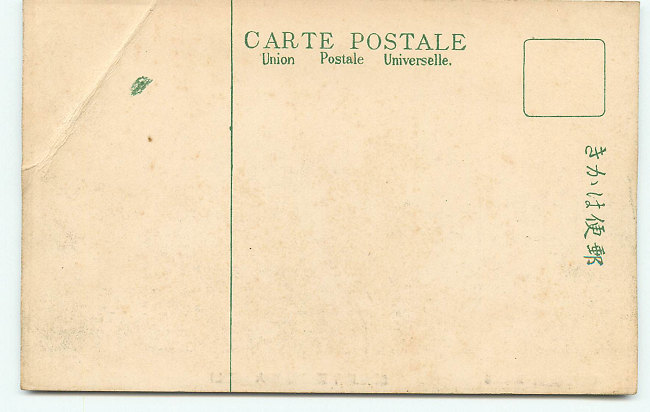 CARTE POSTALE
Union Postale Universelle.
郵便はかき